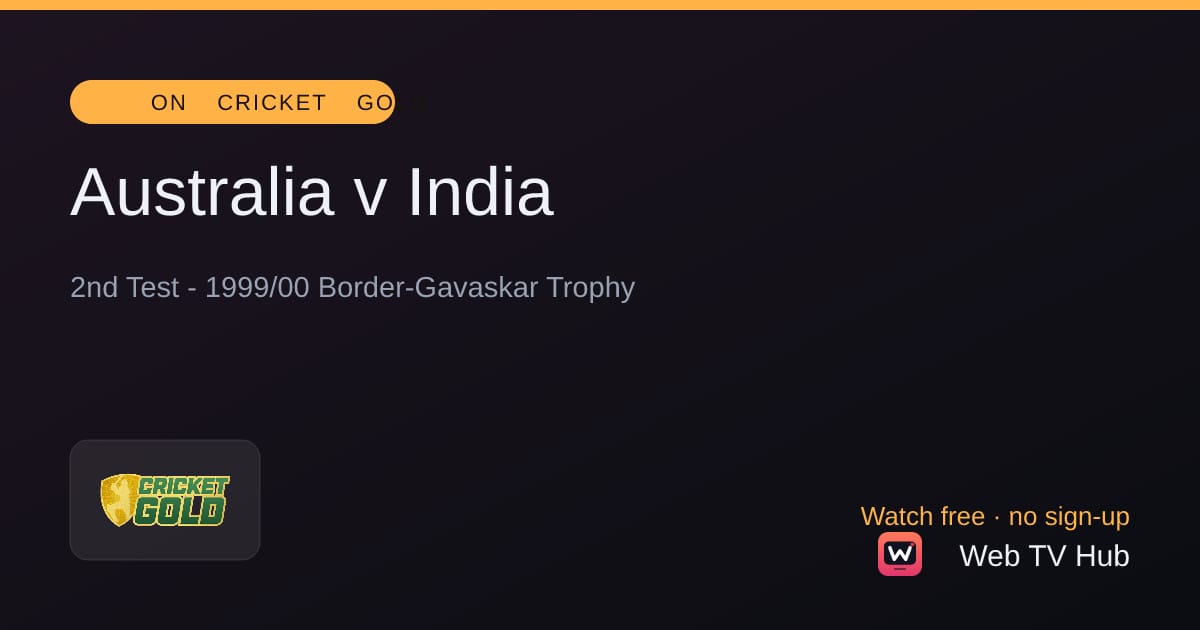 ON CRICKET GOLD
Australia v India
2nd Test - 1999/00 Border-Gavaskar Trophy
CRICKET
GOLD
Watch free · no sign-up
W Web TV Hub